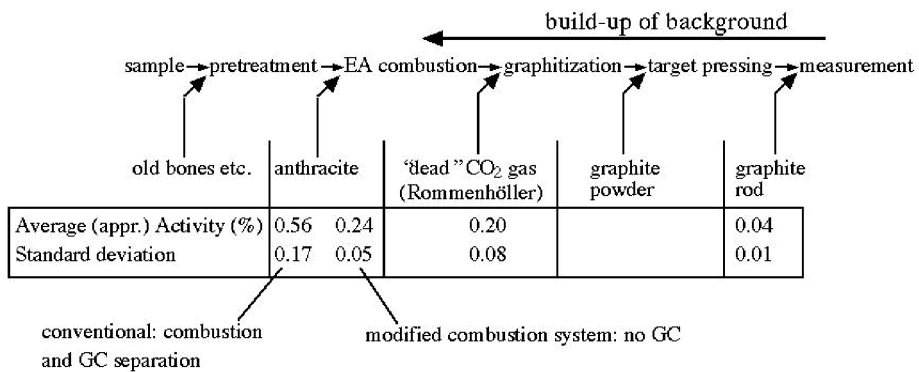 build-up of background
sample→pretreatment→EA combustion→graphitization→target pressing→measurement
old bones etc. anthracite “dead” CO₂ gas graphite graphite
(Rommenhöller) powder rod
Average (appr.) Activity (%) 0.56 0.24 0.20 0.04
Standard deviation 0.17 0.05 0.08 0.01
conventional: combustion modified combustion system: no GC
and GC separation